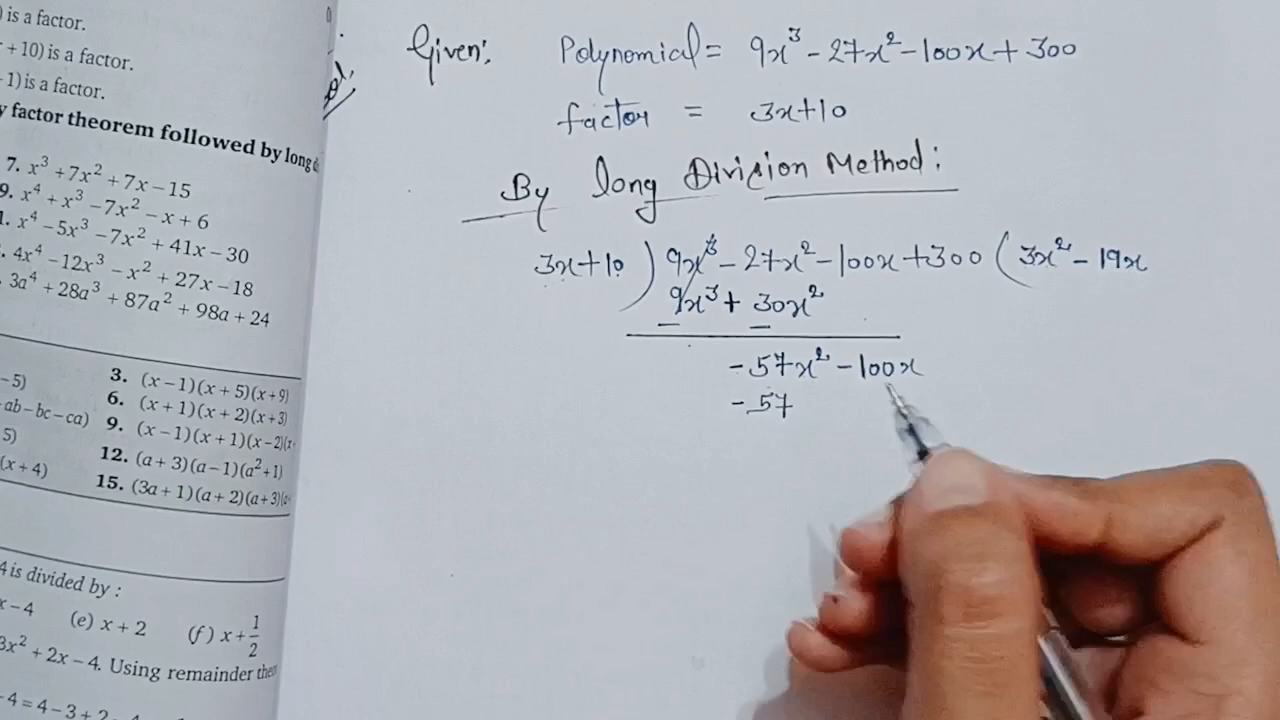 is a factor.
+ 10) is a factor.
1) is a factor.
factor theorem followed by long
7. x³ + 7x² + 7x − 15
9. x⁴ + x³ − 7x² − x + 6
1. x⁴ − 5x³ − 7x² + 41x − 30
4x⁴ − 12x³ − x² + 27x − 18
3a⁴ + 28a³ + 87a² + 98a + 24
−5)
ab − bc − ca)
5)
(x + 4)
3. (x − 1)(x + 5)(x + 9)
6. (x + 1)(x + 2)(x + 3)
9. (x − 1)(x + 1)(x − 2)(x
12. (a + 3)(a − 1)(a² + 1)
15. (3a + 1)(a + 2)(a + 3)(a
4 is divided by :
x − 4 (e) x + 2 (f) x + 1/2
3x² + 2x − 4. Using remainder
− 4 = 4 − 3 + 2
Given: Polynomial = 9x³ − 27x² − 100x + 300
factor = 3x + 10
By long Division Method:
3x + 10 ) 9x³ − 27x² − 100x + 300 ( 3x² − 19x
9x³ + 30x²
− −
− 57x² − 100x
− 57